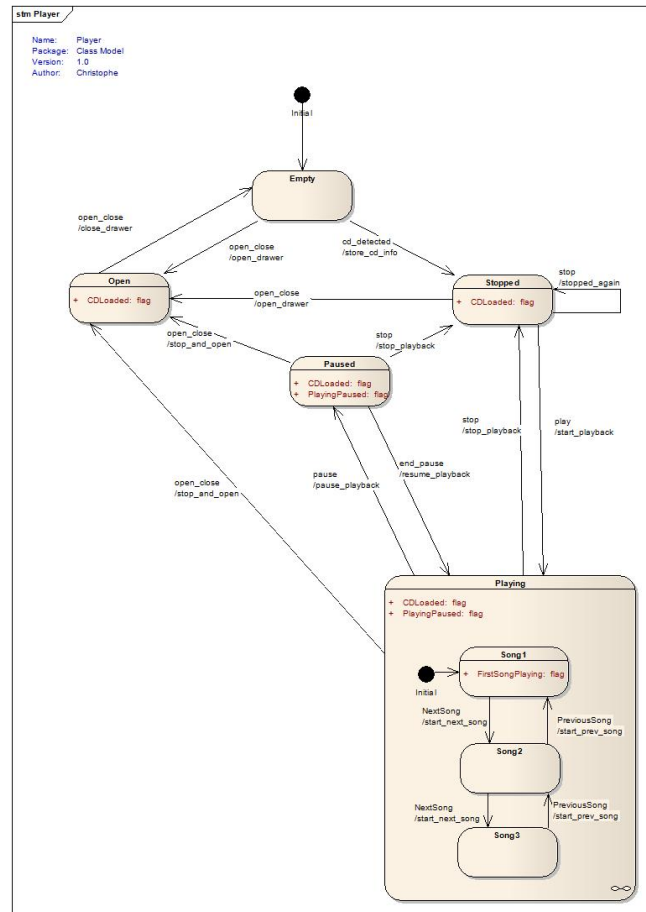 stm Player
Name: Player
Package: Class Model
Version: 1.0
Author: Christophe
Initial
Empty
open_close
/close_drawer
open_close
/open_drawer
cd_detected
/store_cd_info
Open
+ CDLoaded: flag
Stopped
+ CDLoaded: flag
stop
/stopped_again
open_close
/open_drawer
open_close
/stop_and_open
stop
/stop_playback
Paused
+ CDLoaded: flag
+ PlayingPaused: flag
stop
/stop_playback
play
/start_playback
pause
/pause_playback
end_pause
/resume_playback
open_close
/stop_and_open
Playing
+ CDLoaded: flag
+ PlayingPaused: flag
Song1
+ FirstSongPlaying: flag
Initial
NextSong
/start_next_song
PreviousSong
/start_prev_song
Song2
NextSong
/start_next_song
PreviousSong
/start_prev_song
Song3